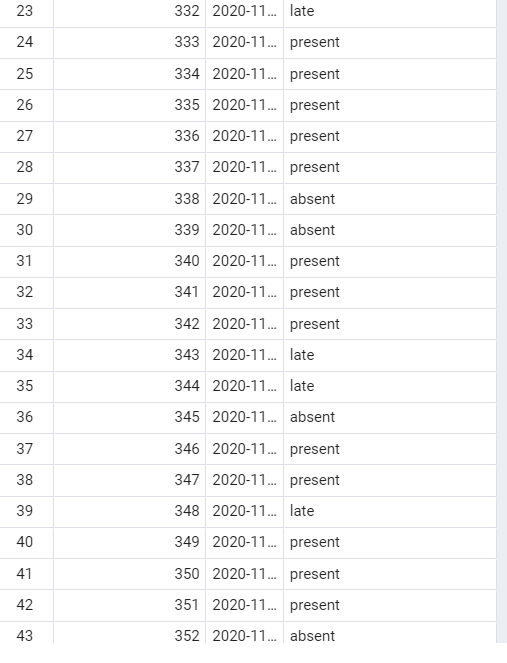 23 332 2020-11... late
24 333 2020-11... present
25 334 2020-11... present
26 335 2020-11... present
27 336 2020-11... present
28 337 2020-11... present
29 338 2020-11... absent
30 339 2020-11... absent
31 340 2020-11... present
32 341 2020-11... present
33 342 2020-11... present
34 343 2020-11... late
35 344 2020-11... late
36 345 2020-11... absent
37 346 2020-11... present
38 347 2020-11... present
39 348 2020-11... late
40 349 2020-11... present
41 350 2020-11... present
42 351 2020-11... present
43 352 2020-11... absent